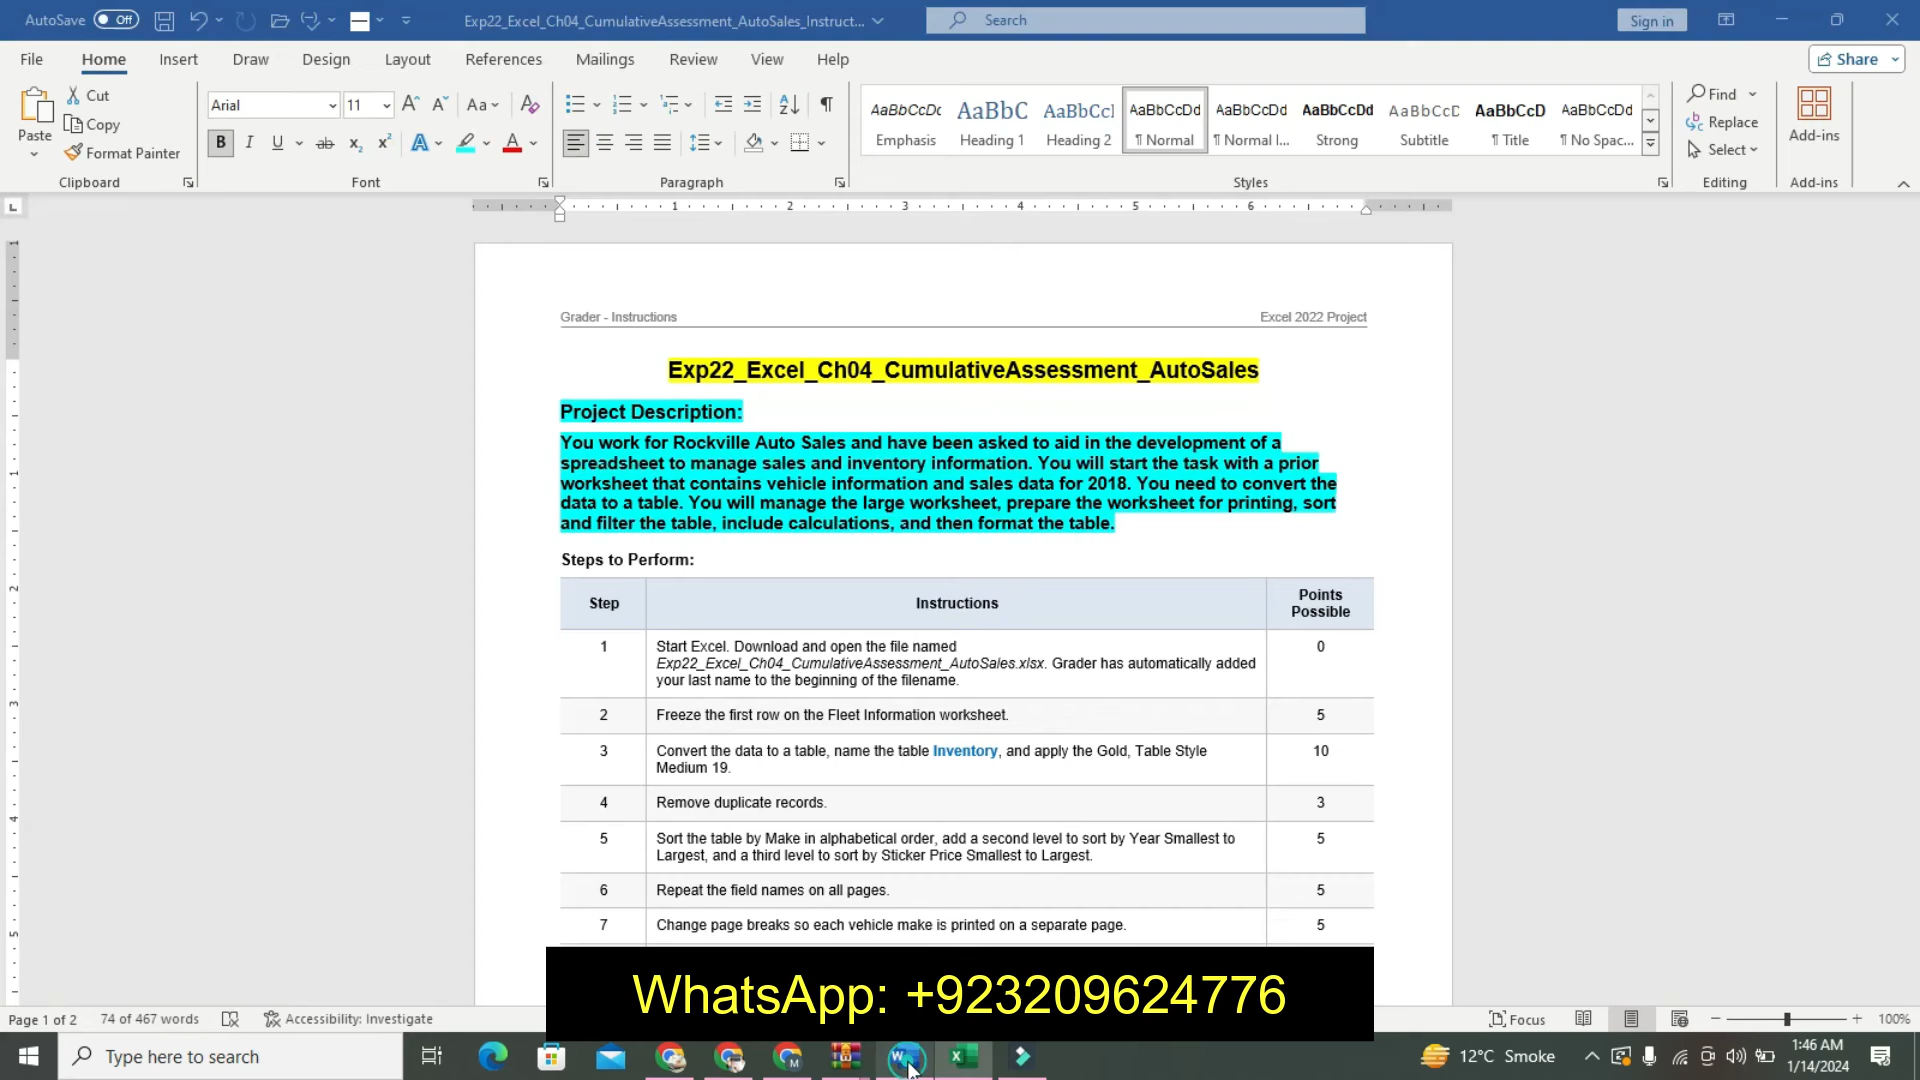 AutoSave Off Exp22_Excel_Ch04_CumulativeAssessment_AutoSales_Instruct... Search Sign in
File Home Insert Draw Design Layout References Mailings Review View Help Share
Paste Cut Copy Format Painter
Arial 11 Aa
AaBbCcDc AaBbC AaBbCcl AaBbCcDd AaBbCcDd AaBbCcDd AaBbCcD AaBbCcD AaBbCcDd
Emphasis Heading 1 Heading 2 ¶ Normal ¶ Normal I... Strong Subtitle ¶ Title ¶ No Spac...
Find Replace Select Add-ins
Clipboard Font Paragraph Styles Editing Add-ins
1 2 3 4 5 6
Grader - Instructions Excel 2022 Project
Exp22_Excel_Ch04_CumulativeAssessment_AutoSales
Project Description:
You work for Rockville Auto Sales and have been asked to aid in the development of a
spreadsheet to manage sales and inventory information. You will start the task with a prior
worksheet that contains vehicle information and sales data for 2018. You need to convert the
data to a table. You will manage the large worksheet, prepare the worksheet for printing, sort
and filter the table, include calculations, and then format the table.
Steps to Perform:
Step Instructions Points Possible
1 Start Excel. Download and open the file named 0
Exp22_Excel_Ch04_CumulativeAssessment_AutoSales.xlsx. Grader has automatically added
your last name to the beginning of the filename.
2 Freeze the first row on the Fleet Information worksheet. 5
3 Convert the data to a table, name the table Inventory, and apply the Gold, Table Style 10
Medium 19.
4 Remove duplicate records. 3
5 Sort the table by Make in alphabetical order, add a second level to sort by Year Smallest to 5
Largest, and a third level to sort by Sticker Price Smallest to Largest.
6 Repeat the field names on all pages. 5
7 Change page breaks so each vehicle make is printed on a separate page. 5
WhatsApp: +923209624776
Page 1 of 2 74 of 467 words Accessibility: Investigate Focus 100%
Type here to search 12°C Smoke 1:46 AM
1/14/2024